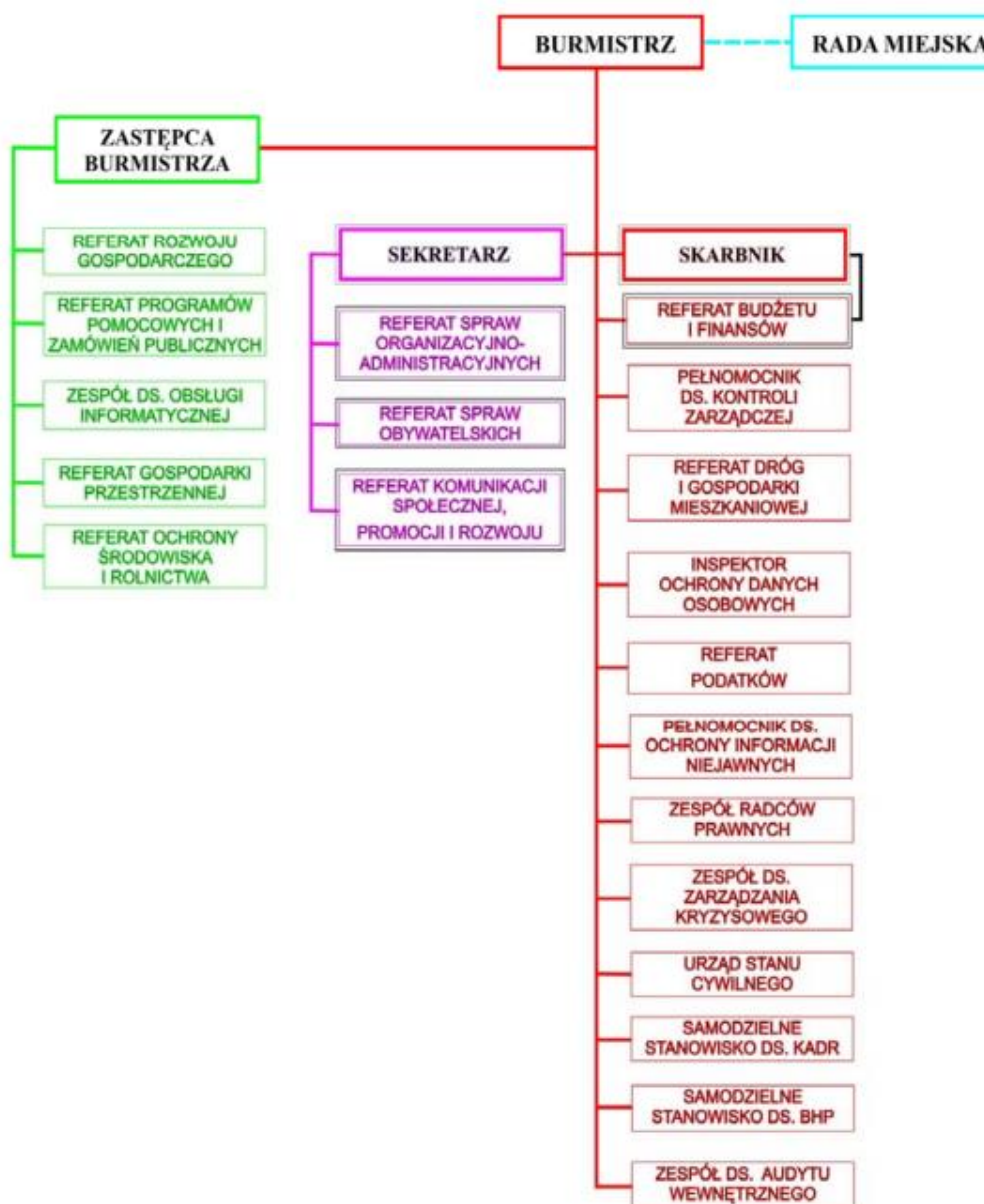 BURMISTRZ
RADA MIEJSKA
ZASTĘPCA
BURMISTRZA
REFERAT ROZWOJU
GOSPODARCZEGO
REFERAT PROGRAMÓW
POMOCOWYCH I
ZAMÓWIEŃ PUBLICZNYCH
ZESPÓŁ DS. OBSŁUGI
INFORMATYCZNEJ
REFERAT GOSPODARKI
PRZESTRZENNEJ
REFERAT OCHRONY
ŚRODOWISKA
I ROLNICTWA
SEKRETARZ
REFERAT SPRAW
ORGANIZACYJNO-
ADMINISTRACYJNYCH
REFERAT SPRAW
OBYWATELSKICH
REFERAT KOMUNIKACJI
SPOŁECZNEJ,
PROMOCJI I ROZWOJU
SKARBNIK
REFERAT BUDŻETU
I FINANSÓW
PEŁNOMOCNIK
DS. KONTROLI
ZARZĄDCZEJ
REFERAT DRÓG
I GOSPODARKI
MIESZKANIOWEJ
INSPEKTOR
OCHRONY DANYCH
OSOBOWYCH
REFERAT
PODATKÓW
PEŁNOMOCNIK DS.
OCHRONY INFORMACJI
NIEJAWNYCH
ZESPÓŁ RADCÓW
PRAWNYCH
ZESPÓŁ DS.
ZARZĄDZANIA
KRYZYSOWEGO
URZĄD STANU
CYWILNEGO
SAMODZIELNE
STANOWISKO DS. KADR
SAMODZIELNE
STANOWISKO DS. BHP
ZESPÓŁ DS. AUDYTU
WEWNĘTRZNEGO